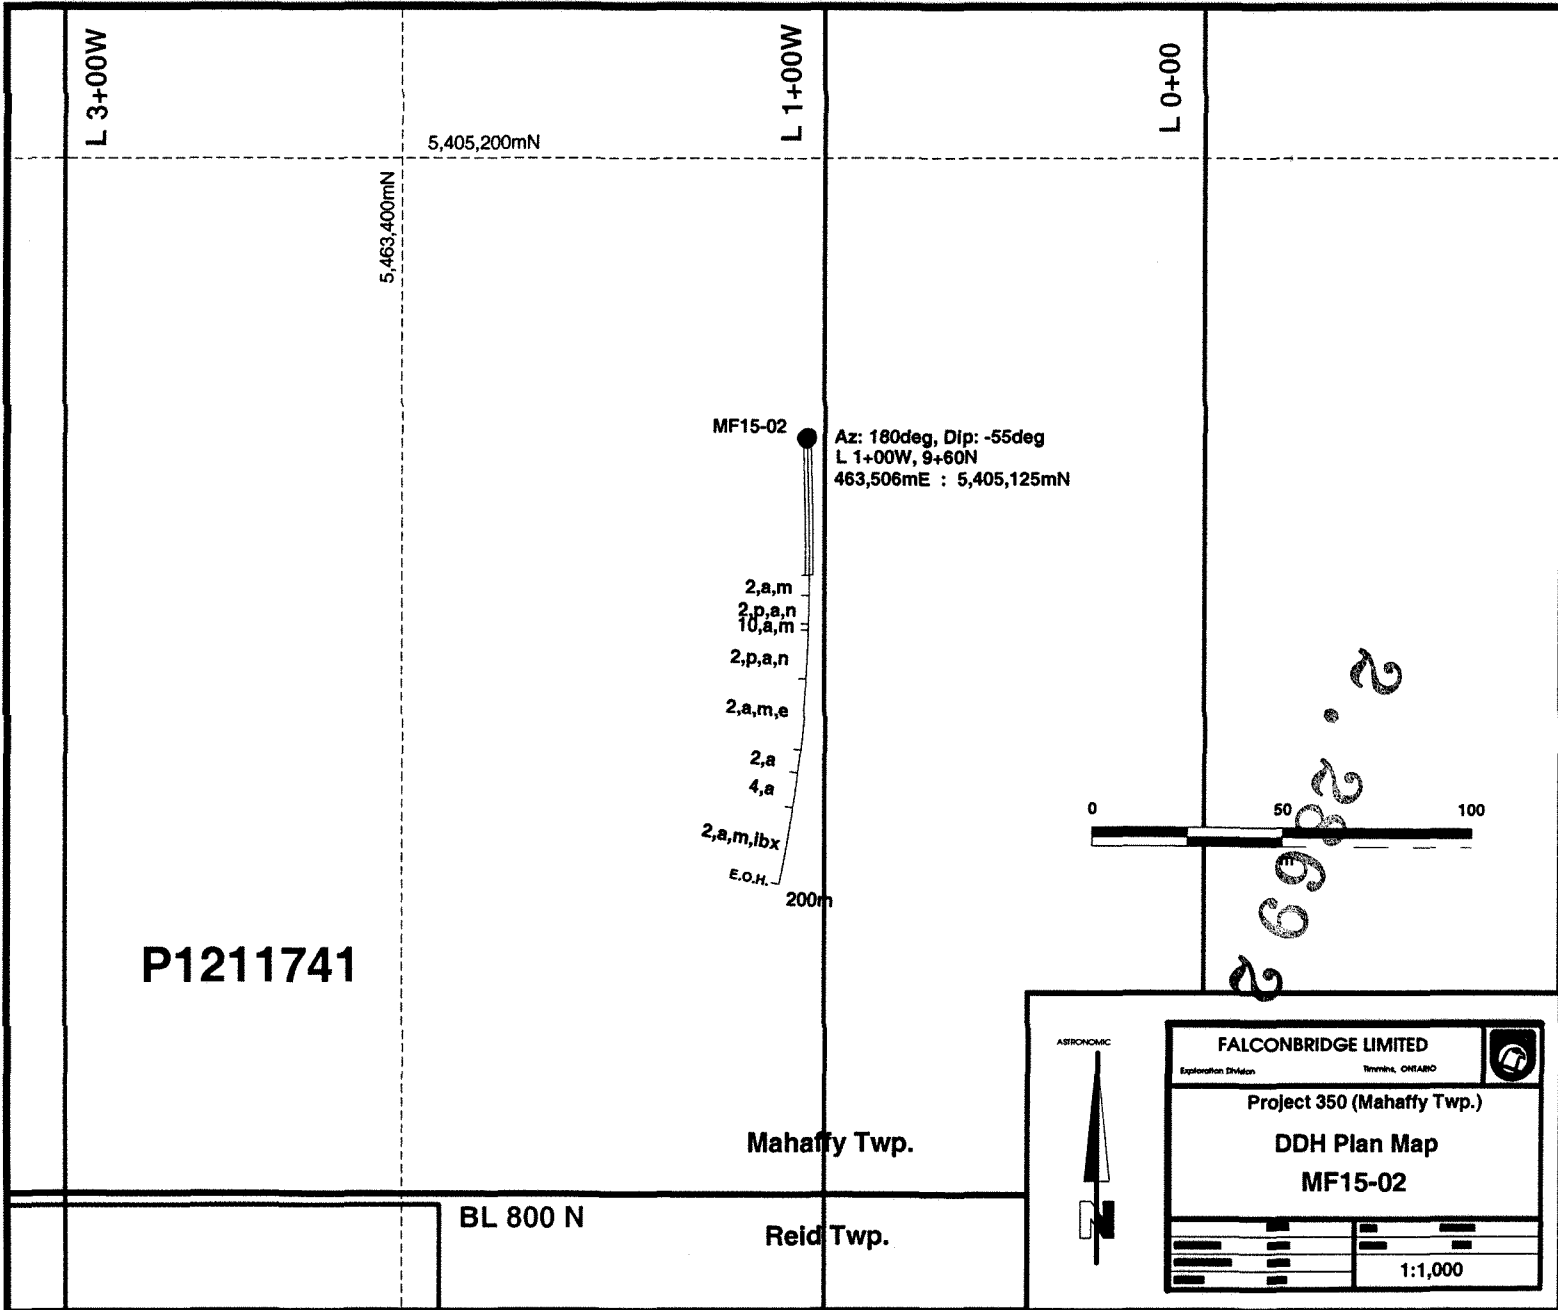 L 3+00W
L 1+00W
L 0+00
5,405,200mN
5,463,400mN
MF15-02
Az: 180deg, Dip: -55deg
L 1+00W, 9+60N
463,506mE : 5,405,125mN
2,a,m
2,p,a,n
10,a,m
2,p,a,n
2,a,m,e
2,a
4,a
2,a,m,lbx
E.O.H.
200m
0 50 100
m
P1211741
Mahaffy Twp.
BL 800 N
Reid Twp.
ASTRONOMIC
N
FALCONBRIDGE LIMITED
Exploration Division Timmins, ONTARIO
Project 350 (Mahaffy Twp.)
DDH Plan Map
MF15-02
1:1,000